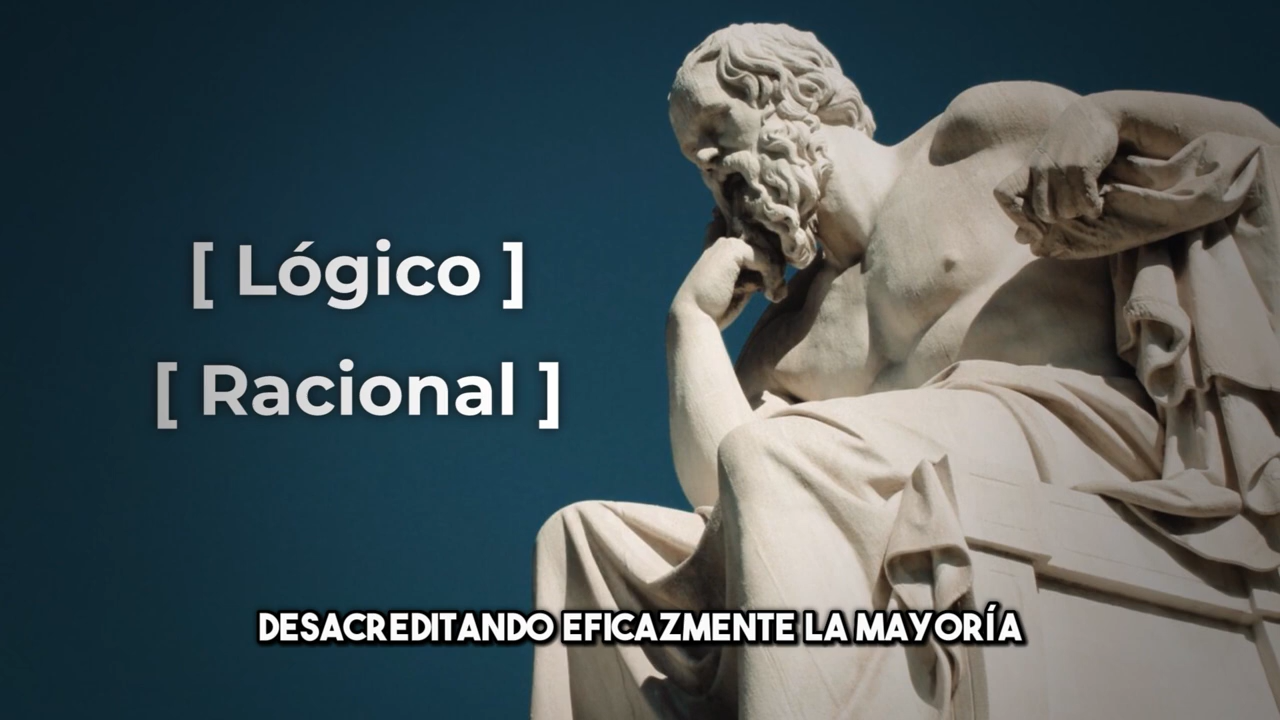 [ Lógico ]
[ Racional ]
DESACREDITANDO EFICAZMENTE LA MAYORÍA